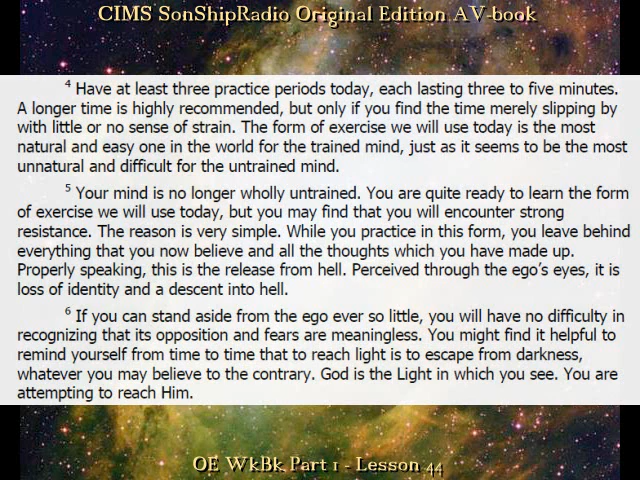 CIMS SonShipRadio Original Edition AV-book
4 Have at least three practice periods today, each lasting three to five minutes.
A longer time is highly recommended, but only if you find the time merely slipping by
with little or no sense of strain. The form of exercise we will use today is the most
natural and easy one in the world for the trained mind, just as it seems to be the most
unnatural and difficult for the untrained mind.
5 Your mind is no longer wholly untrained. You are quite ready to learn the form
of exercise we will use today, but you may find that you will encounter strong
resistance. The reason is very simple. While you practice in this form, you leave behind
everything that you now believe and all the thoughts which you have made up.
Properly speaking, this is the release from hell. Perceived through the ego’s eyes, it is
loss of identity and a descent into hell.
6 If you can stand aside from the ego ever so little, you will have no difficulty in
recognizing that its opposition and fears are meaningless. You might find it helpful to
remind yourself from time to time that to reach light is to escape from darkness,
whatever you may believe to the contrary. God is the Light in which you see. You are
attempting to reach Him.
OE WkBk Part 1 - Lesson 44